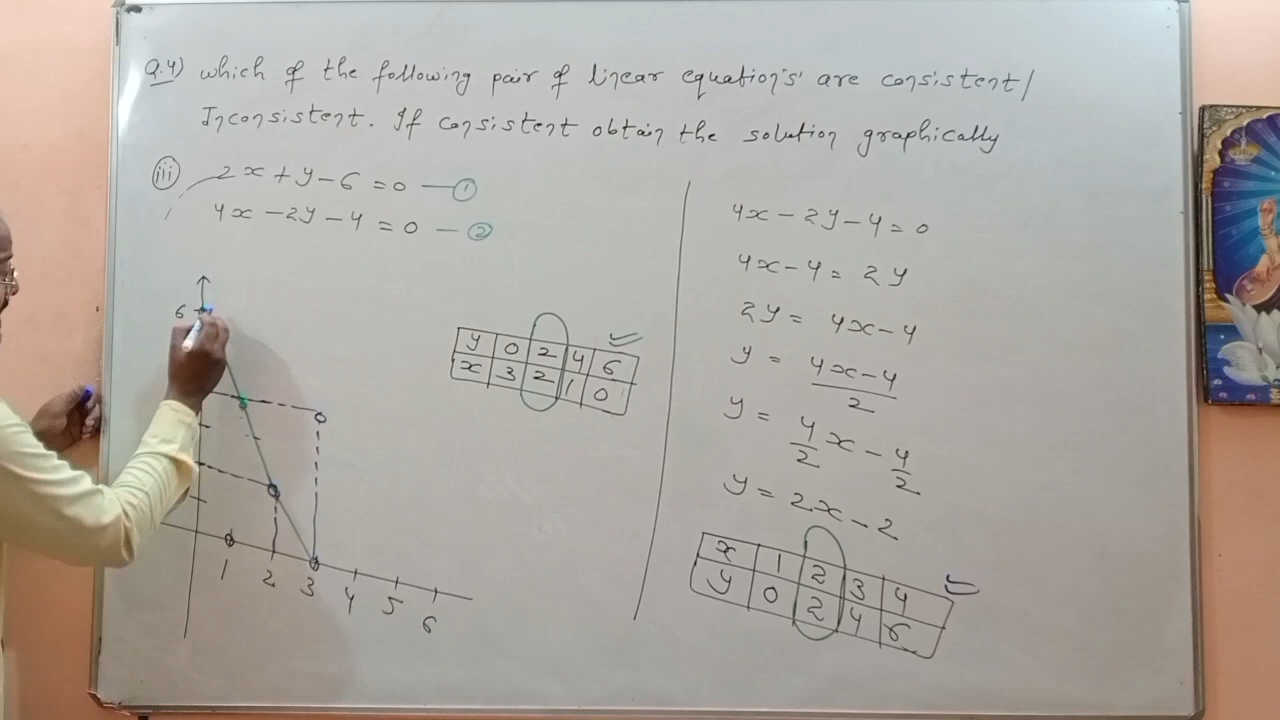 Q.4) which of the following pair of linear equation's' are consistent/
Inconsistent. If consistent obtain the solution graphically
(iii) 2x + y - 6 = 0 — ①
4x - 2y - 4 = 0 — ②
6
1 2 3 4 5 6
y 0 2 4 6
x 3 2 1 0
4x - 2y - 4 = 0
4x - 4 = 2y
2y = 4x - 4
y = 4x - 4 / 2
y = 4/2 x - 4/2
y = 2x - 2
x 1 2 3 4
y 0 2 4 6